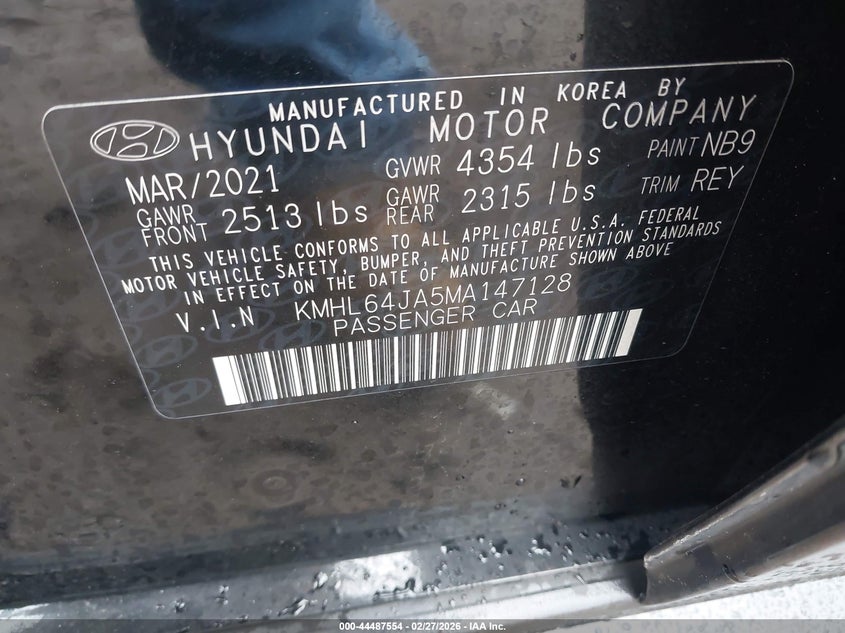 MANUFACTURED IN KOREA BY
HYUNDAI MOTOR COMPANY
MAR/2021 GVWR 4354 lbs PAINT NB9
GAWR FRONT 2513 lbs GAWR REAR 2315 lbs TRIM REY
THIS VEHICLE CONFORMS TO ALL APPLICABLE U.S.A. FEDERAL
MOTOR VEHICLE SAFETY, BUMPER, AND THEFT PREVENTION STANDARDS
IN EFFECT ON THE DATE OF MANUFACTURE SHOWN ABOVE
V.I.N KMHL64JA5MA147128
PASSENGER CAR
000-44487554 - 02/27/2026 - IAA Inc.